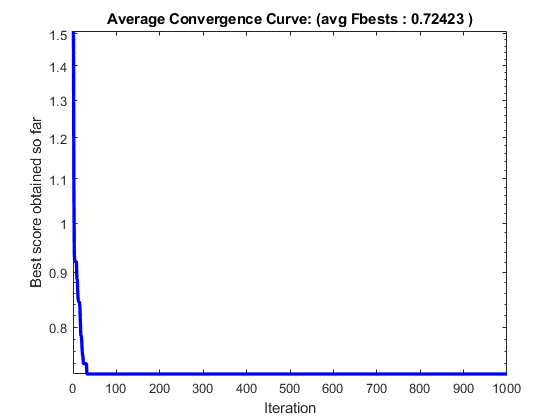 Average Convergence Curve: (avg Fbests : 0.72423 )
1.5
1.4
1.3
1.2
1.1
1
0.9
0.8
Best score obtained so far
0 100 200 300 400 500 600 700 800 900 1000
Iteration